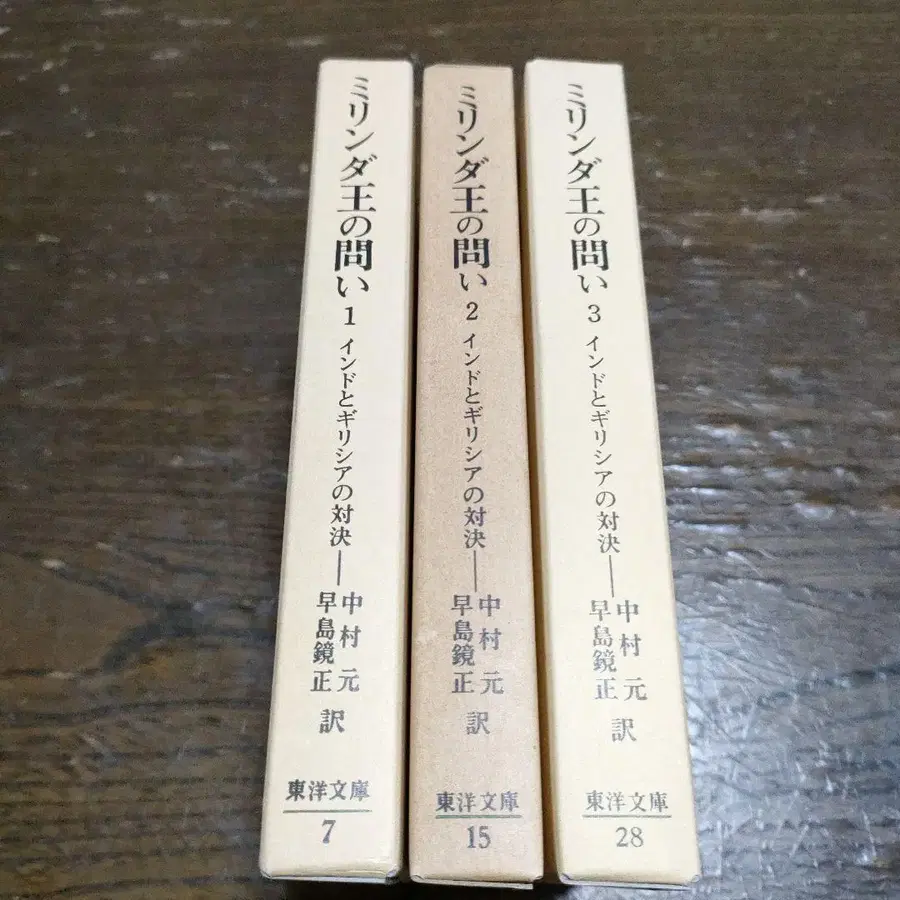 ミリンダ王の問い 1 インドとギリシアの対決――
中村 元
早島鏡正
訳
東洋文庫
7
ミリンダ王の問い 2 インドとギリシアの対決――
中村 元
早島鏡正
訳
東洋文庫
15
ミリンダ王の問い 3 インドとギリシアの対決――
中村 元
早島鏡正
訳
東洋文庫
28